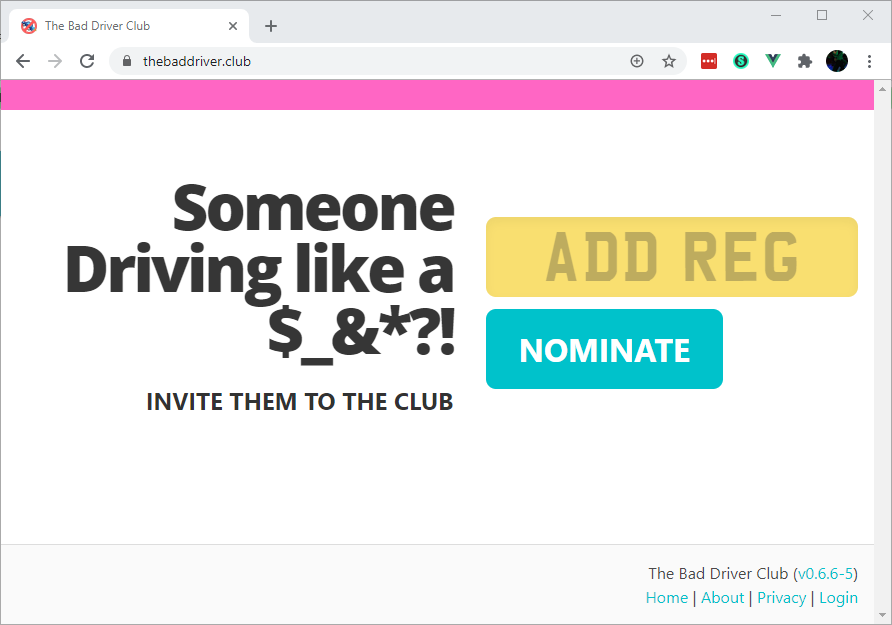 The Bad Driver Club
thebaddriver.club
Someone
Driving like a
$_&*?!
INVITE THEM TO THE CLUB
ADD REG
NOMINATE
The Bad Driver Club (v0.6.6-5)
Home | About | Privacy | Login